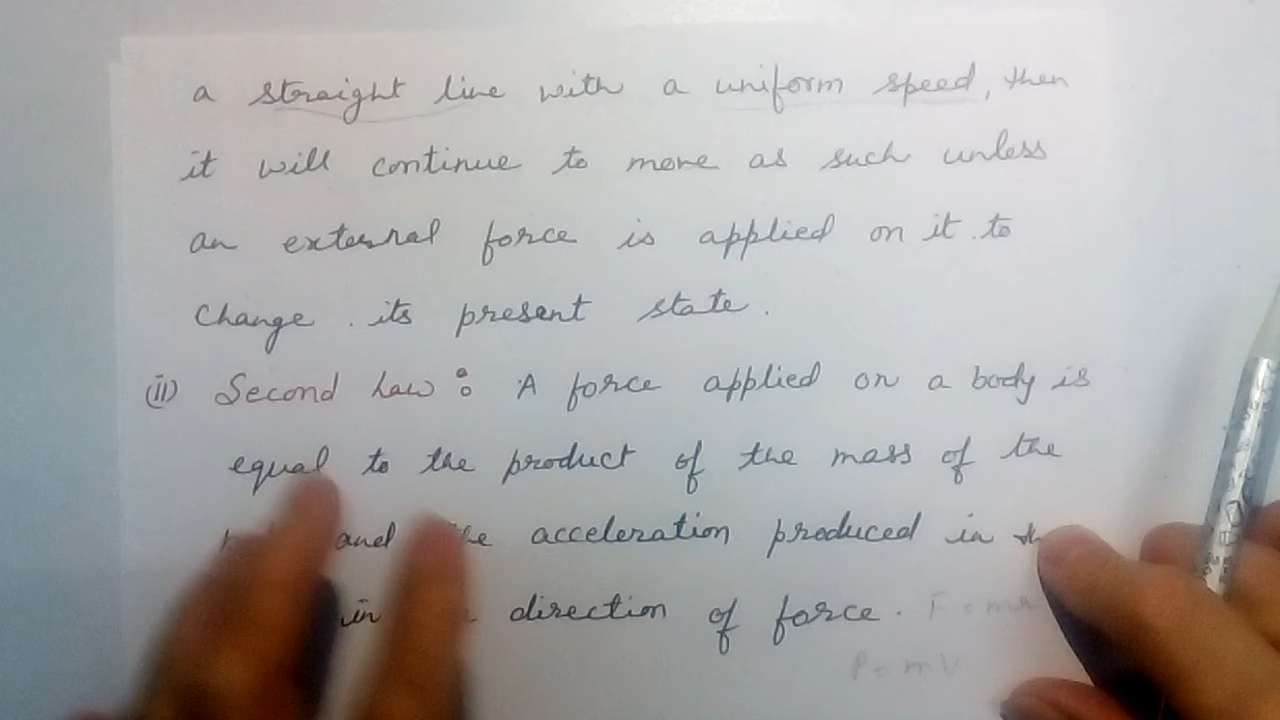 a straight line with a uniform speed, then
it will continue to move as such unless
an external force is applied on it to
change its present state.
(ii) Second Law : A force applied on a body is
equal to the product of the mass of the
and acceleration produced in
in direction of force.
P = mV